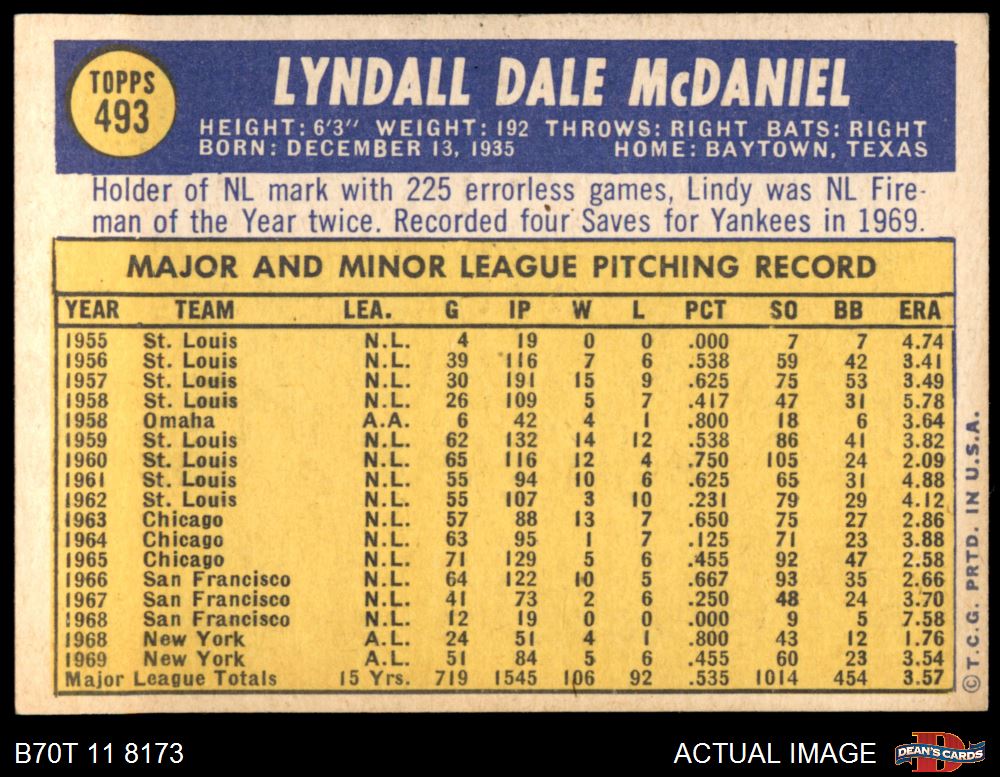 TOPPS
493
LYNDALL DALE McDANIEL
HEIGHT: 6'3" WEIGHT: 192 THROWS: RIGHT BATS: RIGHT
BORN: DECEMBER 13, 1935 HOME: BAYTOWN, TEXAS
Holder of NL mark with 225 errorless games, Lindy was NL Fire-
man of the Year twice. Recorded four Saves for Yankees in 1969.
MAJOR AND MINOR LEAGUE PITCHING RECORD
YEAR TEAM LEA. G IP W L PCT SO BB ERA
1955 St. Louis N.L. 4 19 0 0 .000 7 7 4.74
1956 St. Louis N.L. 39 116 7 6 .538 59 42 3.41
1957 St. Louis N.L. 30 191 15 9 .625 75 53 3.49
1958 St. Louis N.L. 26 109 5 7 .417 47 31 5.78
1958 Omaha A.A. 6 42 4 1 .800 18 6 3.64
1959 St. Louis N.L. 62 132 14 12 .538 86 41 3.82
1960 St. Louis N.L. 65 116 12 4 .750 105 24 2.09
1961 St. Louis N.L. 55 94 10 6 .625 65 31 4.88
1962 St. Louis N.L. 55 107 3 10 .231 79 29 4.12
1963 Chicago N.L. 57 88 13 7 .650 75 27 2.86
1964 Chicago N.L. 63 95 1 7 .125 71 23 3.88
1965 Chicago N.L. 71 129 5 6 .455 92 47 2.58
1966 San Francisco N.L. 64 122 10 5 .667 93 35 2.66
1967 San Francisco N.L. 41 73 2 6 .250 48 24 3.70
1968 San Francisco N.L. 12 19 0 0 .000 9 5 7.58
1968 New York A.L. 24 51 4 1 .800 43 12 1.76
1969 New York A.L. 51 84 5 6 .455 60 23 3.54
Major League Totals 15 Yrs. 719 1545 106 92 .535 1014 454 3.57
© T.C.G. PRTD. IN U.S.A.
B70T 11 8173
ACTUAL IMAGE
DEAN'S CARDS